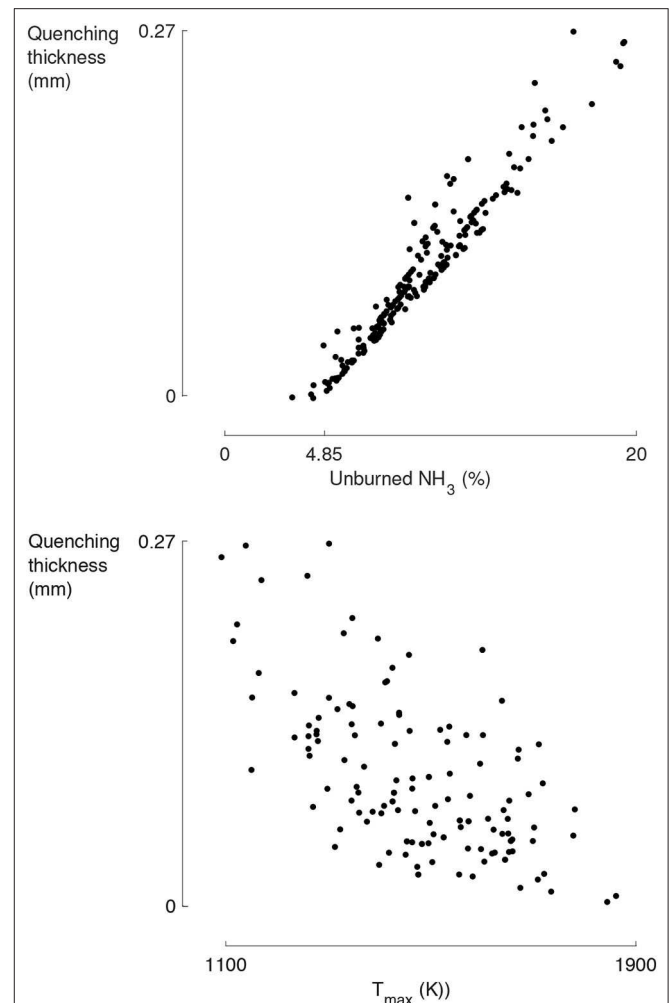 Quenching
thickness
(mm)
0.27
0
0
4.85
20
Unburned NH₃ (%)
Quenching
thickness
(mm)
0.27
0
1100
1900
Tₘₐₓ (K))